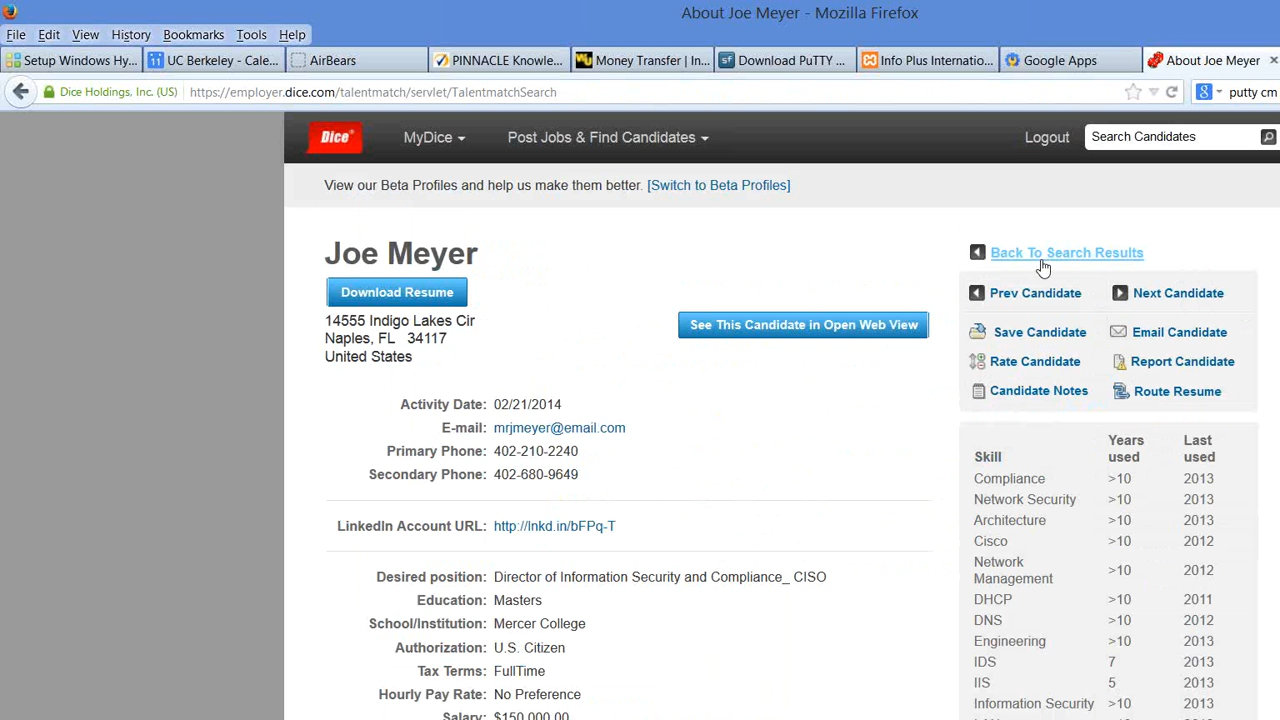 About Joe Meyer - Mozilla Firefox
File Edit View History Bookmarks Tools Help
Setup Windows Hy... UC Berkeley - Cale... AirBears PINNACLE Knowle... Money Transfer | In... Download PuTTY ... Info Plus Internatio... Google Apps About Joe Meyer - ×
Dice Holdings, Inc. (US) https://employer.dice.com/talentmatch/servlet/TalentmatchSearch putty cm
Dice MyDice Post Jobs & Find Candidates Logout Search Candidates
View our Beta Profiles and help us make them better. [Switch to Beta Profiles]
Joe Meyer
Download Resume
14555 Indigo Lakes Cir
Naples, FL 34117
United States
See This Candidate in Open Web View
Activity Date: 02/21/2014
E-mail: mrjmeyer@email.com
Primary Phone: 402-210-2240
Secondary Phone: 402-680-9649
LinkedIn Account URL: http://lnkd.in/bFPq-T
Desired position: Director of Information Security and Compliance_ CISO
Education: Masters
School/Institution: Mercer College
Authorization: U.S. Citizen
Tax Terms: FullTime
Hourly Pay Rate: No Preference
Salary: $150,000.00
Back To Search Results
Prev Candidate Next Candidate
Save Candidate Email Candidate
Rate Candidate Report Candidate
Candidate Notes Route Resume
Skill Years used Last used
Compliance >10 2013
Network Security >10 2013
Architecture >10 2013
Cisco >10 2012
Network Management >10 2012
DHCP >10 2011
DNS >10 2012
Engineering >10 2013
IDS 7 2013
IIS 5 2013
Information Security >10 2013